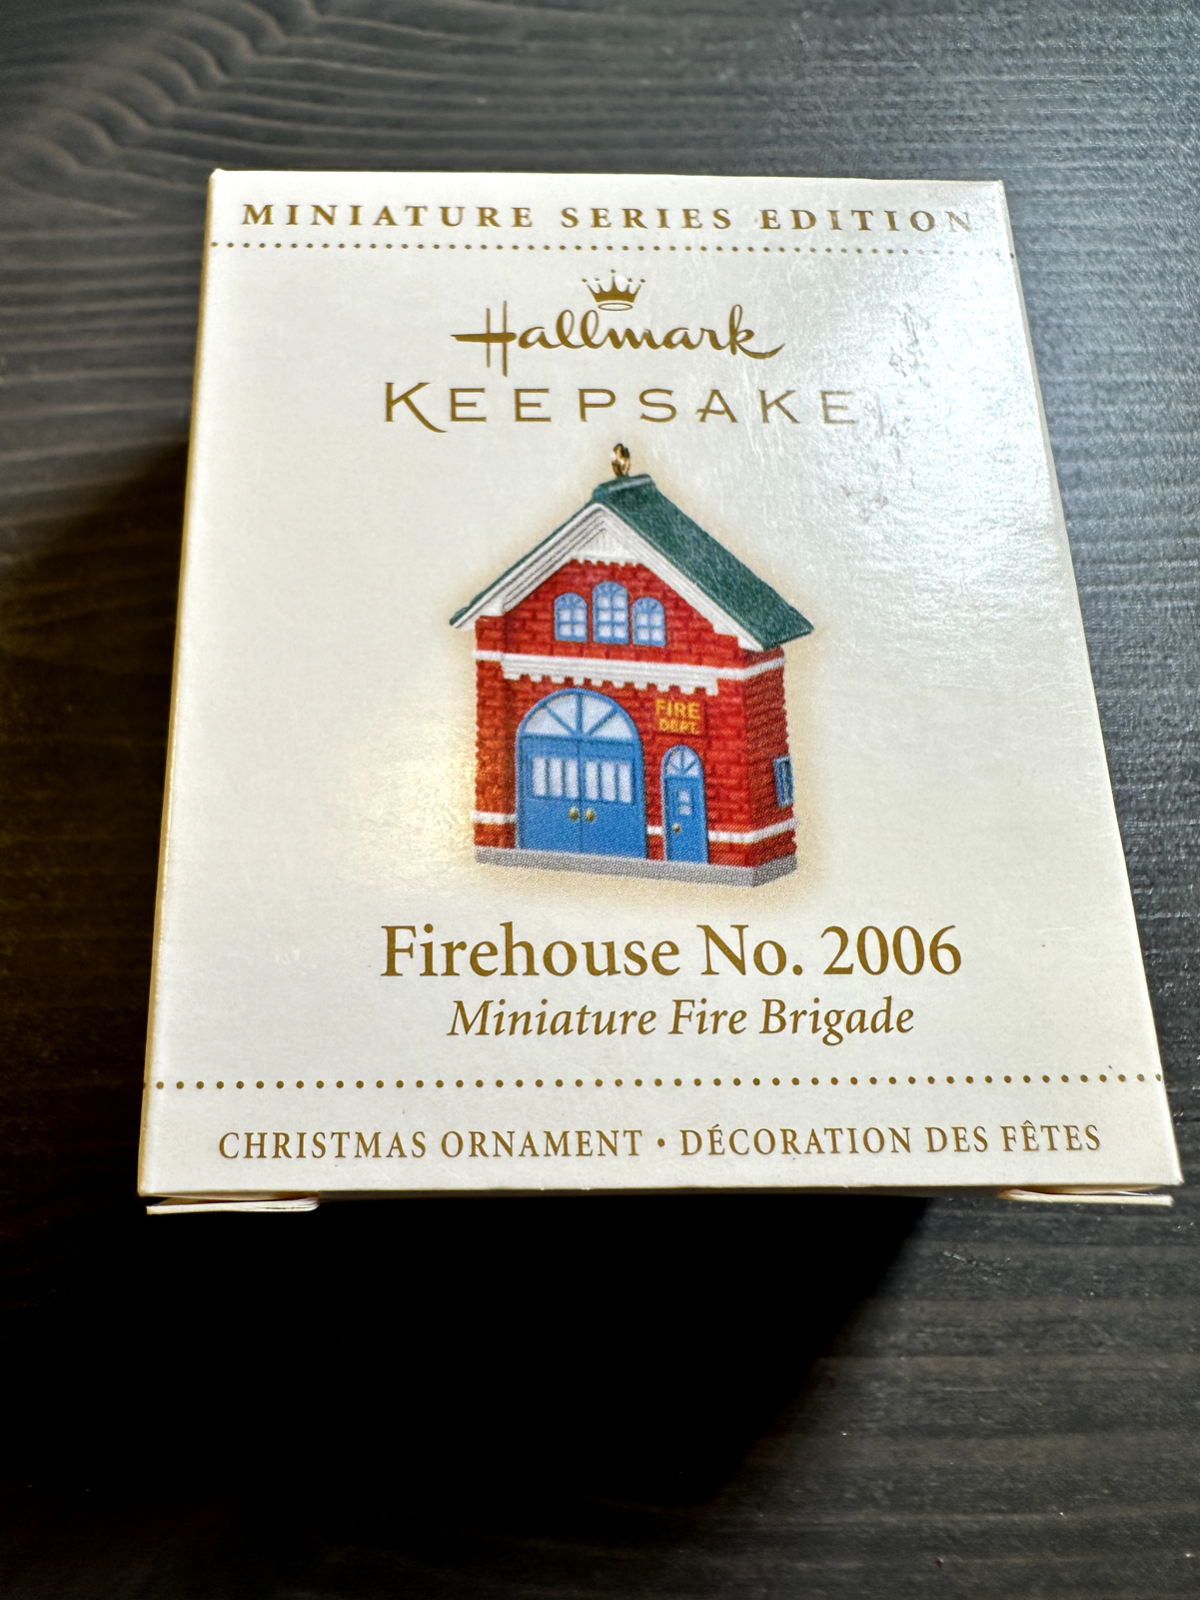 MINIATURE SERIES EDITION
Hallmark
KEEPSAKE
FIRE
DEPT.
Firehouse No. 2006
Miniature Fire Brigade
CHRISTMAS ORNAMENT • DÉCORATION DES FÊTES